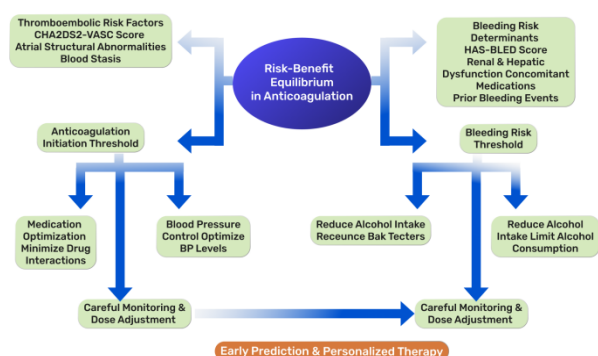 Thromboembolic Risk Factors
CHA2DS2-VASC Score
Atrial Structural Abnormalities
Blood Stasis
Risk-Benefit
Equilibrium
in Anticoagulation
Bleeding Risk
Determinants
HAS-BLED Score
Renal & Hepatic
Dysfunction Concomitant
Medications
Prior Bleeding Events
Anticoagulation
Initiation Threshold
Bleeding Risk
Threshold
Medication
Optimization
Minimize Drug
Interactions
Blood Pressure
Control Optimize
BP Levels
Reduce Alcohol Intake
Receunce Bak Tecters
Reduce Alcohol
Intake Limit Alcohol
Consumption
Careful Monitoring &
Dose Adjustment
Careful Monitoring &
Dose Adjustment
Early Prediction & Personalized Therapy